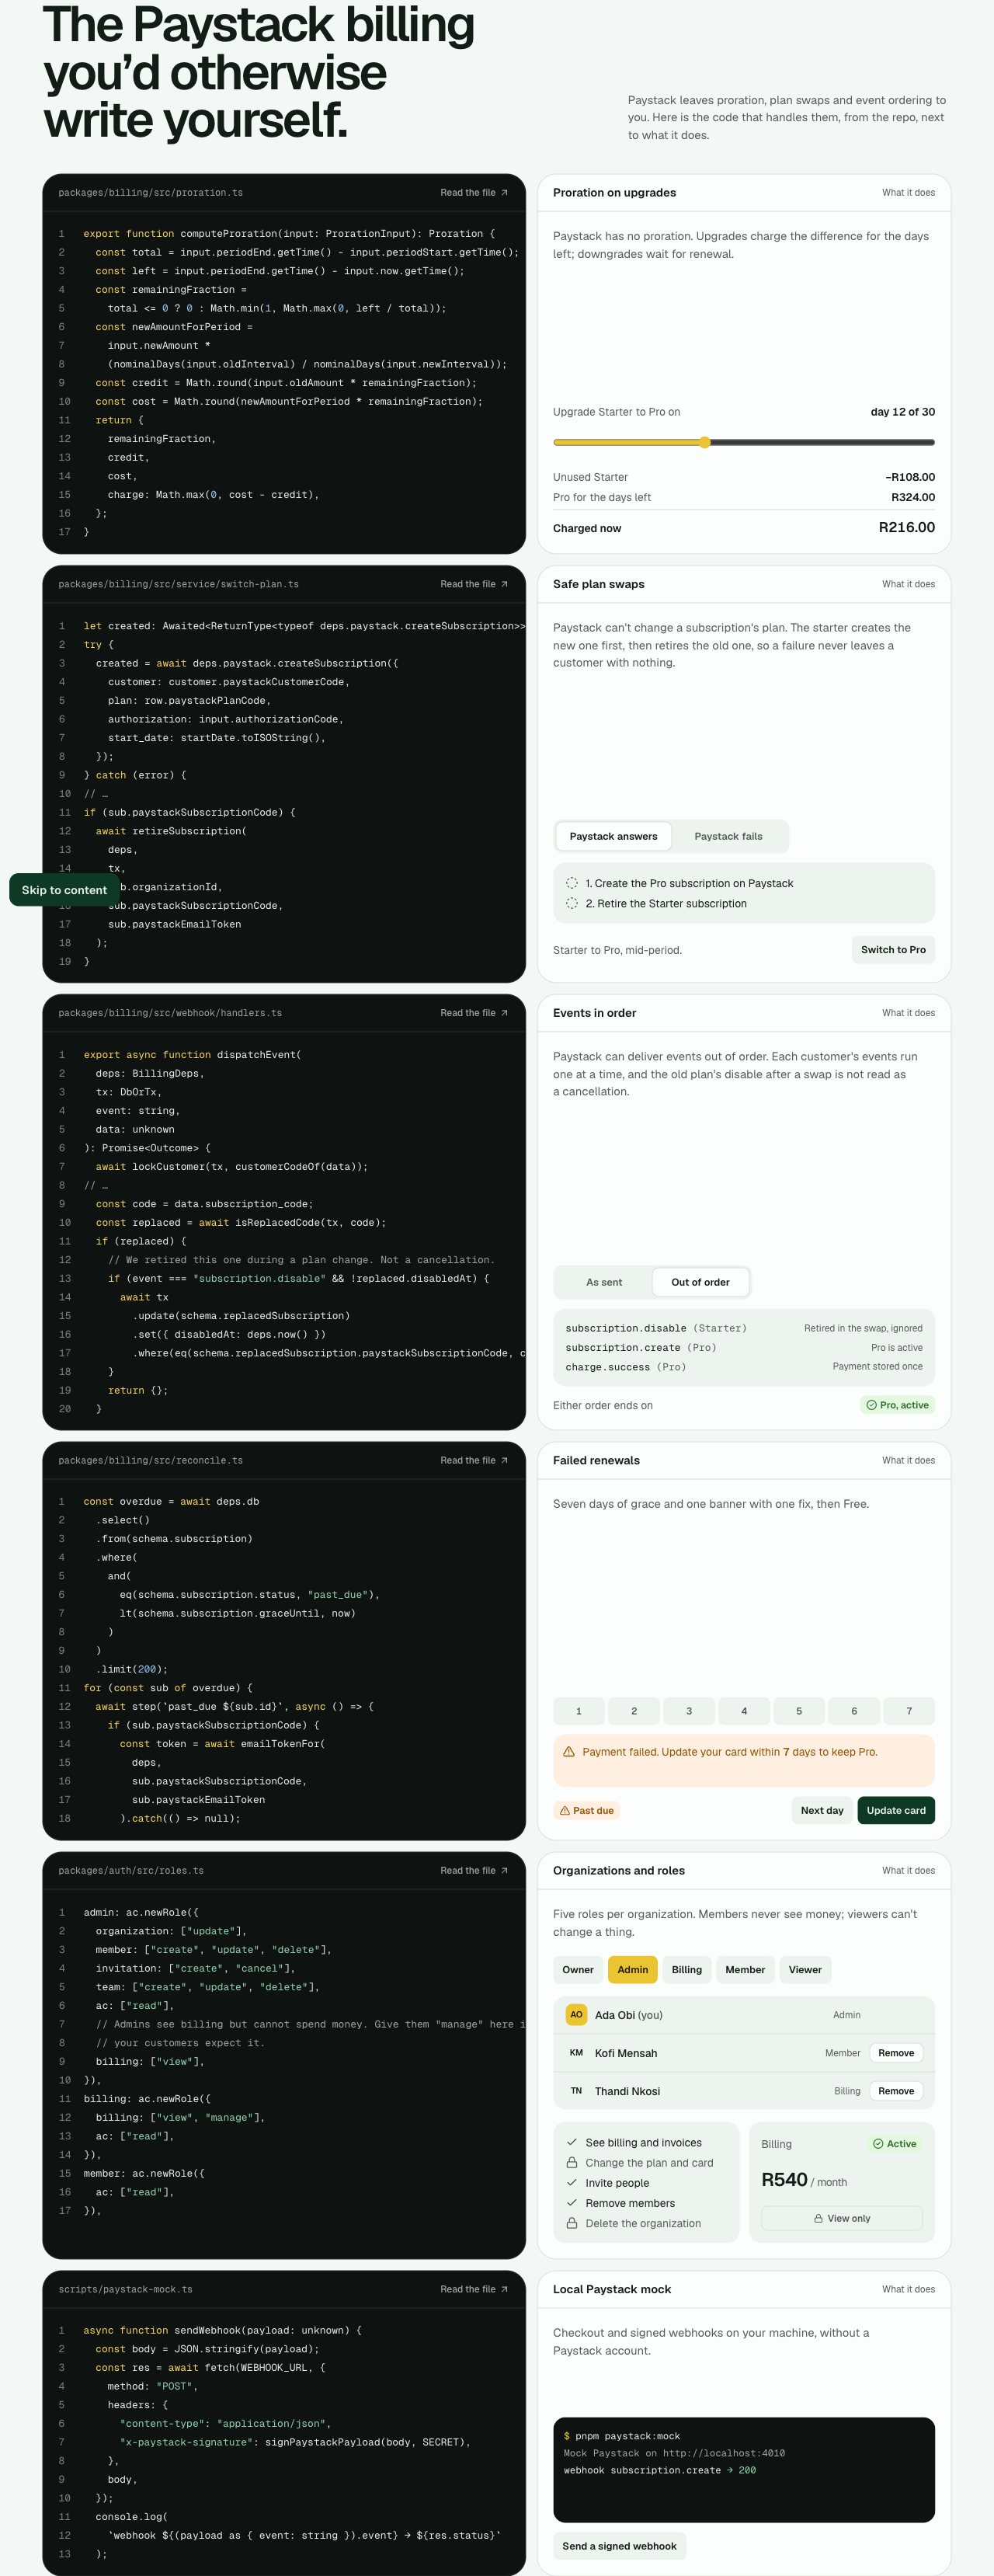 The Paystack billing
you’d otherwise
write yourself.
Paystack leaves proration, plan swaps and event ordering to
you. Here is the code that handles them, from the repo, next
to what it does.
packages/billing/src/proration.ts
Read the file ↗
1 export function computeProration(input: ProrationInput): Proration {
2 const total = input.periodEnd.getTime() - input.periodStart.getTime();
3 const left = input.periodEnd.getTime() - input.now.getTime();
4 const remainingFraction =
5 total <= 0 ? 0 : Math.min(1, Math.max(0, left / total));
6 const newAmountForPeriod =
7 input.newAmount *
8 (nominalDays(input.oldInterval) / nominalDays(input.newInterval));
9 const credit = Math.round(input.oldAmount * remainingFraction);
10 const cost = Math.round(newAmountForPeriod * remainingFraction);
11 return {
12 remainingFraction,
13 credit,
14 cost,
15 charge: Math.max(0, cost - credit),
16 };
17 }
Proration on upgrades
What it does
Paystack has no proration. Upgrades charge the difference for the days
left; downgrades wait for renewal.
Upgrade Starter to Pro on
day 12 of 30
Unused Starter
−R108.00
Pro for the days left
R324.00
Charged now
R216.00
packages/billing/src/service/switch-plan.ts
Read the file ↗
1 let created: Awaited<ReturnType<typeof deps.paystack.createSubscription>>
2 try {
3 created = await deps.paystack.createSubscription({
4 customer: customer.paystackCustomerCode,
5 plan: row.paystackPlanCode,
6 authorization: input.authorizationCode,
7 start_date: startDate.toISOString(),
8 });
9 } catch (error) {
10 // …
11 if (sub.paystackSubscriptionCode) {
12 await retireSubscription(
13 deps,
14 tx,
Skip to content
.organizationId,
.paystackSubscriptionCode,
17 sub.paystackEmailToken
18 );
19 }
Safe plan swaps
What it does
Paystack can't change a subscription's plan. The starter creates the
new one first, then retires the old one, so a failure never leaves a
customer with nothing.
Paystack answers
Paystack fails
1. Create the Pro subscription on Paystack
2. Retire the Starter subscription
Starter to Pro, mid-period.
Switch to Pro
packages/billing/src/webhook/handlers.ts
Read the file ↗
1 export async function dispatchEvent(
2 deps: BillingDeps,
3 tx: DbOrTx,
4 event: string,
5 data: unknown
6 ): Promise<Outcome> {
7 await lockCustomer(tx, customerCodeOf(data));
8 // …
9 const code = data.subscription_code;
10 const replaced = await isReplacedCode(tx, code);
11 if (replaced) {
12 // We retired this one during a plan change. Not a cancellation.
13 if (event === "subscription.disable" && !replaced.disabledAt) {
14 await tx
15 .update(schema.replacedSubscription)
16 .set({ disabledAt: deps.now() })
17 .where(eq(schema.replacedSubscription.paystackSubscriptionCode, c
18 }
19 return {};
20 }
Events in order
What it does
Paystack can deliver events out of order. Each customer's events run
one at a time, and the old plan's disable after a swap is not read as
a cancellation.
As sent
Out of order
subscription.disable (Starter)
Retired in the swap, ignored
subscription.create (Pro)
Pro is active
charge.success (Pro)
Payment stored once
Either order ends on
Pro, active
packages/billing/src/reconcile.ts
Read the file ↗
1 const overdue = await deps.db
2 .select()
3 .from(schema.subscription)
4 .where(
5 and(
6 eq(schema.subscription.status, "past_due"),
7 lt(schema.subscription.graceUntil, now)
8 )
9 )
10 .limit(200);
11 for (const sub of overdue) {
12 await step(`past_due ${sub.id}`, async () => {
13 if (sub.paystackSubscriptionCode) {
14 const token = await emailTokenFor(
15 deps,
16 sub.paystackSubscriptionCode,
17 sub.paystackEmailToken
18 ).catch(() => null);
Failed renewals
What it does
Seven days of grace and one banner with one fix, then Free.
1 2 3 4 5 6 7
Payment failed. Update your card within 7 days to keep Pro.
Past due
Next day
Update card
packages/auth/src/roles.ts
Read the file ↗
1 admin: ac.newRole({
2 organization: ["update"],
3 member: ["create", "update", "delete"],
4 invitation: ["create", "cancel"],
5 team: ["create", "update", "delete"],
6 ac: ["read"],
7 // Admins see billing but cannot spend money. Give them "manage" here i
8 // your customers expect it.
9 billing: ["view"],
10 }),
11 billing: ac.newRole({
12 billing: ["view", "manage"],
13 ac: ["read"],
14 }),
15 member: ac.newRole({
16 ac: ["read"],
17 }),
Organizations and roles
What it does
Five roles per organization. Members never see money; viewers can't
change a thing.
Owner
Admin
Billing
Member
Viewer
AO Ada Obi (you)
Admin
KM Kofi Mensah
Member
Remove
TN Thandi Nkosi
Billing
Remove
See billing and invoices
Change the plan and card
Invite people
Remove members
Delete the organization
Billing
Active
R540 / month
View only
scripts/paystack-mock.ts
Read the file ↗
1 async function sendWebhook(payload: unknown) {
2 const body = JSON.stringify(payload);
3 const res = await fetch(WEBHOOK_URL, {
4 method: "POST",
5 headers: {
6 "content-type": "application/json",
7 "x-paystack-signature": signPaystackPayload(body, SECRET),
8 },
9 body,
10 });
11 console.log(
12 `webhook ${(payload as { event: string }).event} → ${res.status}`
13 );
Local Paystack mock
What it does
Checkout and signed webhooks on your machine, without a
Paystack account.
$ pnpm paystack:mock
Mock Paystack on http://localhost:4010
webhook subscription.create → 200
Send a signed webhook